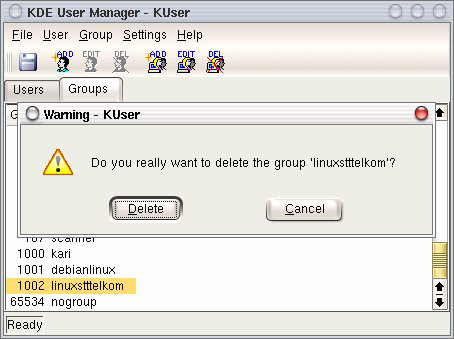 KDE User Manager - KUser
File User Group Settings Help
ADD EDIT DEL ADD EDIT DEL
Users Groups
Warning - KUser
Do you really want to delete the group 'linuxstttelkom'?
Delete Cancel
scanner
1000 kari
1001 debianlinux
1002 linuxstttelkom
65534 nogroup
Ready